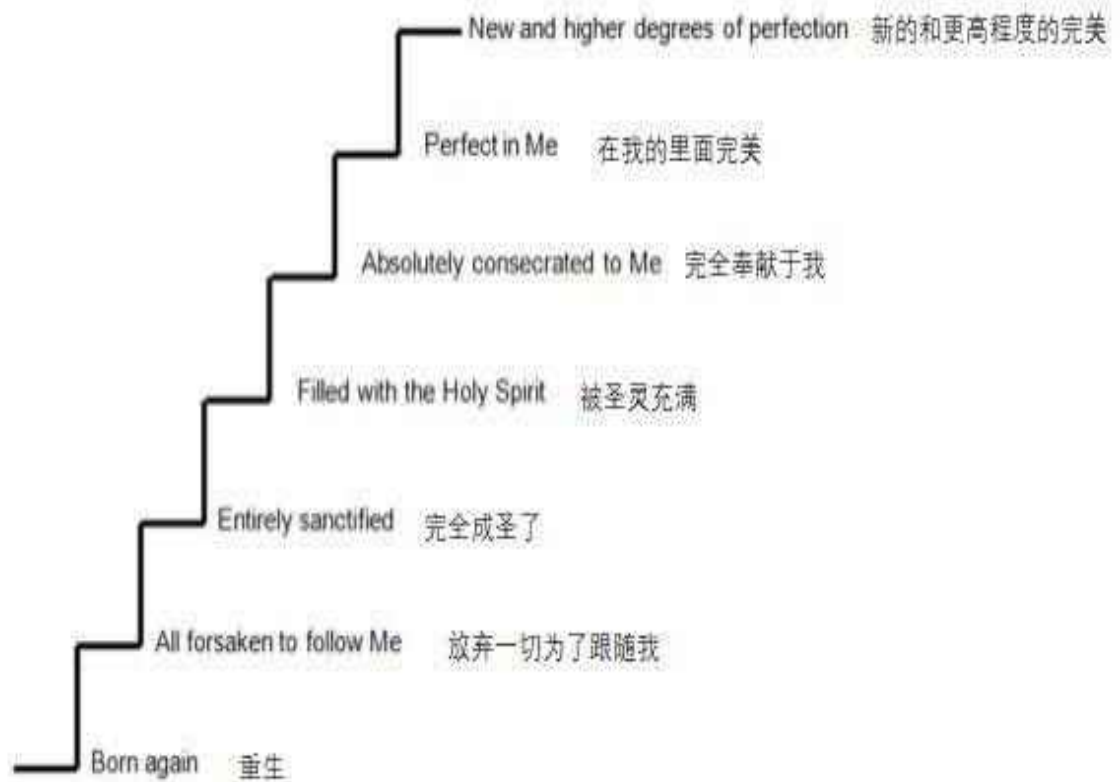 New and higher degrees of perfection 新的和更高程度的完美
Perfect in Me 在我的里面完美
Absolutely consecrated to Me 完全奉献于我
Filled with the Holy Spirit 被圣灵充满
Entirely sanctified 完全成圣了
All forsaken to follow Me 放弃一切为了跟随我
Born again 重生